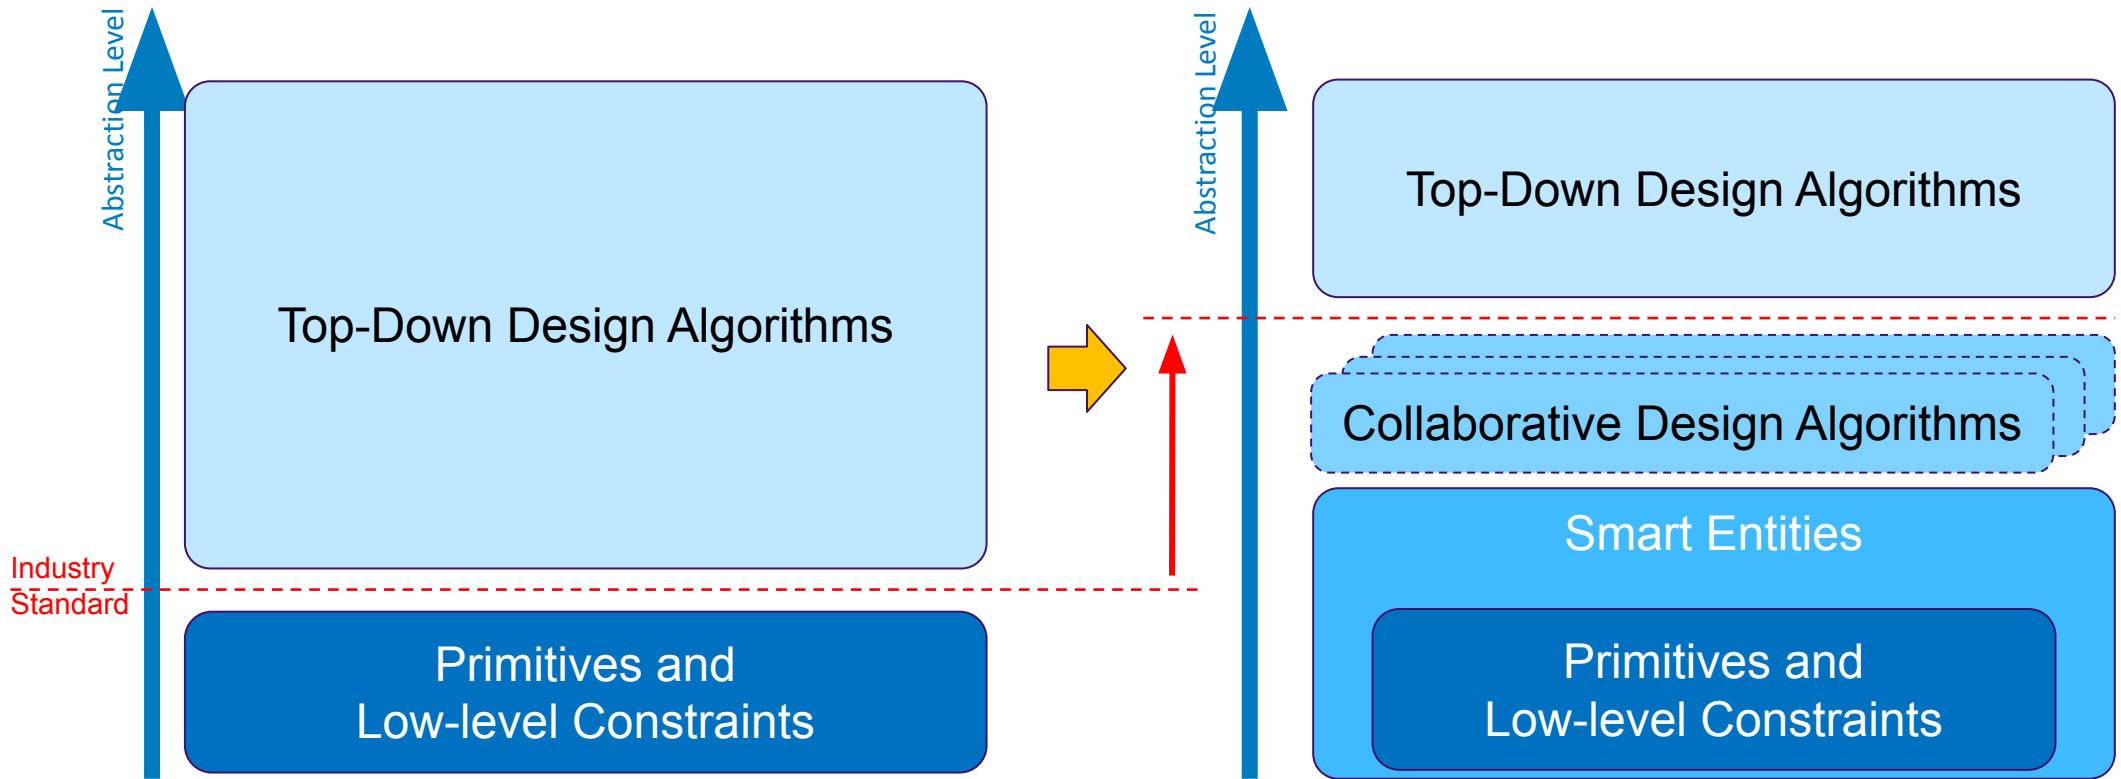 Abstraction Level
Top-Down Design Algorithms
Industry
Standard
Primitives and
Low-level Constraints
Abstraction Level
Top-Down Design Algorithms
Collaborative Design Algorithms
Smart Entities
Primitives and
Low-level Constraints